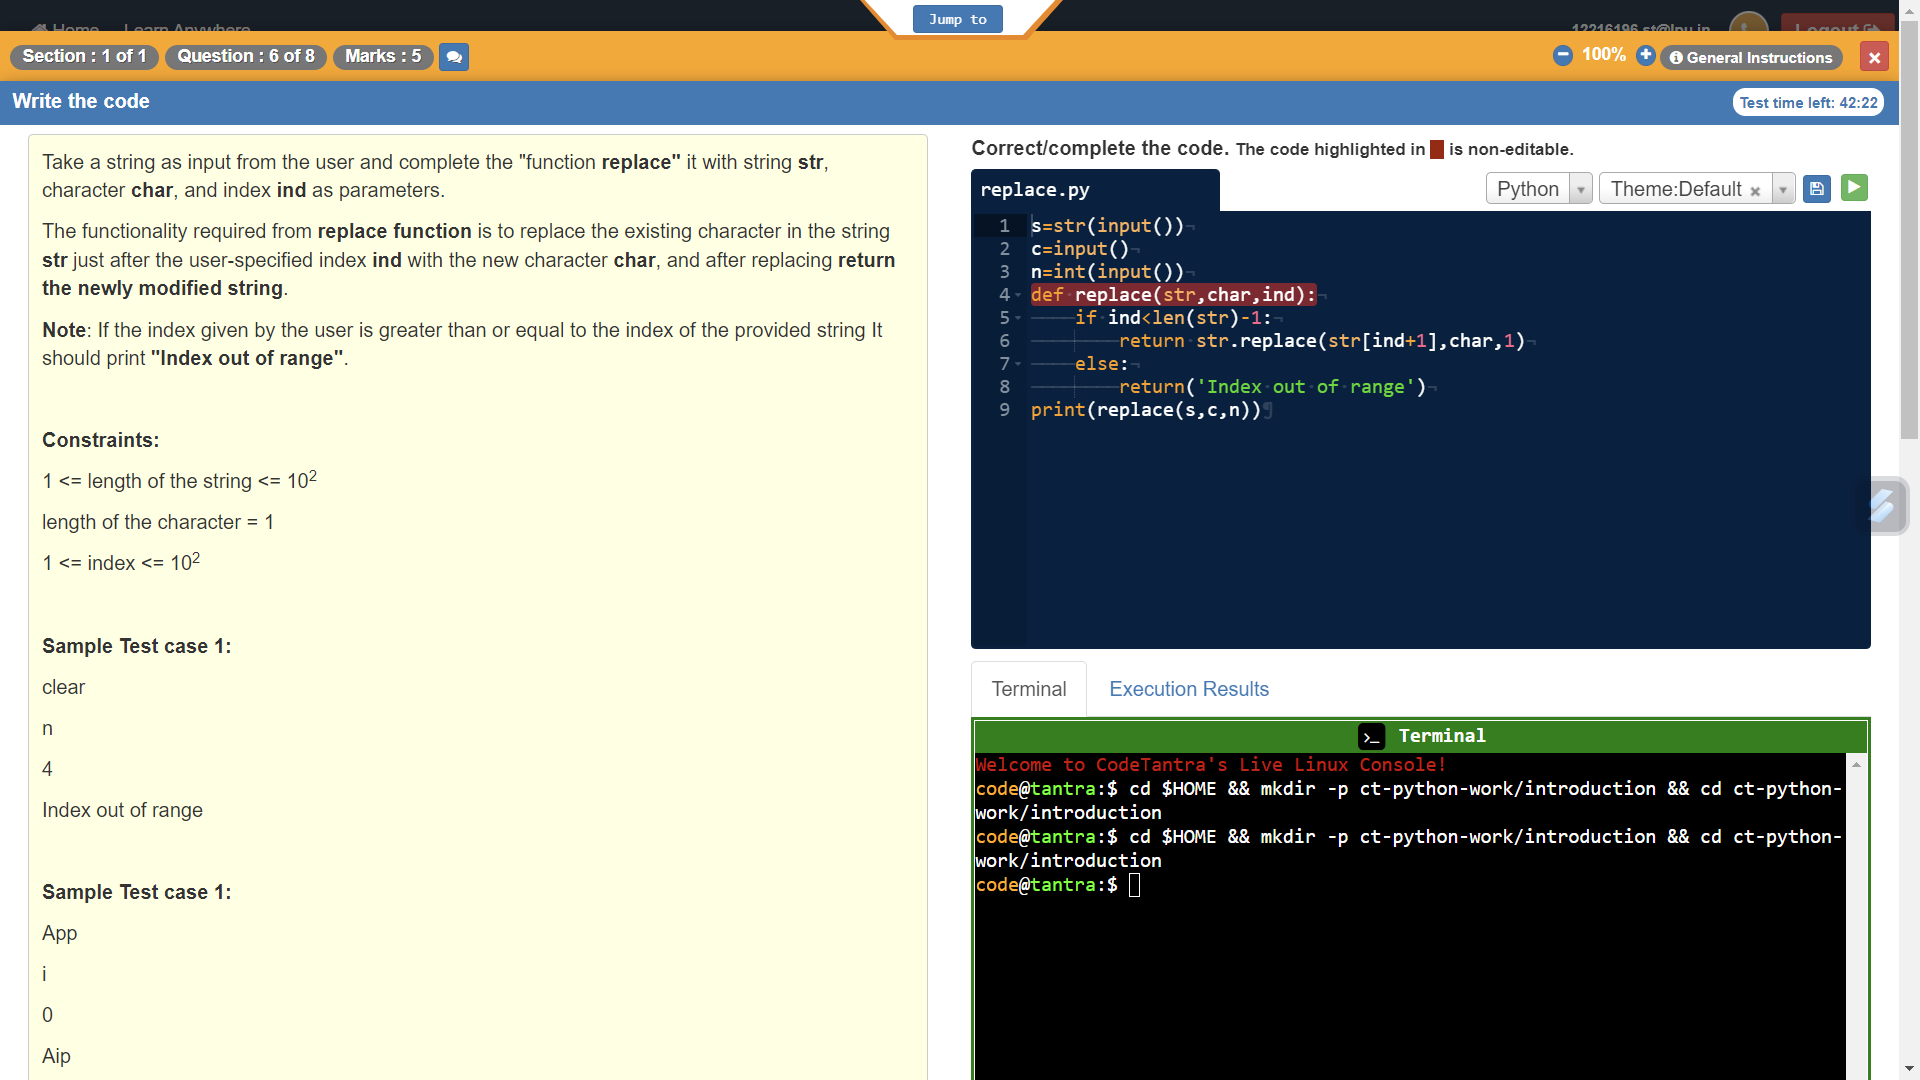 Jump to
Home Learn Anywhere
12216196.st@lpu.in
Logout
Section : 1 of 1 Question : 6 of 8 Marks : 5
100% General Instructions
Write the code
Test time left: 42:22
Take a string as input from the user and complete the "function replace" it with string str,
character char, and index ind as parameters.
The functionality required from replace function is to replace the existing character in the string
str just after the user-specified index ind with the new character char, and after replacing return
the newly modified string.
Note: If the index given by the user is greater than or equal to the index of the provided string It
should print "Index out of range".
Constraints:
1 <= length of the string <= 10²
length of the character = 1
1 <= index <= 10²
Sample Test case 1:
clear
n
4
Index out of range
Sample Test case 1:
App
i
0
Aip
Correct/complete the code. The code highlighted in is non-editable.
replace.py
Python Theme:Default ×
1 s=str(input())
2 c=input()
3 n=int(input())
4 def replace(str,char,ind):
5 if ind<len(str)-1:
6 return str.replace(str[ind+1],char,1)
7 else:
8 return('Index out of range')
9 print(replace(s,c,n))
Terminal Execution Results
>_ Terminal
Welcome to CodeTantra's Live Linux Console!
code@tantra:$ cd $HOME && mkdir -p ct-python-work/introduction && cd ct-python-
work/introduction
code@tantra:$ cd $HOME && mkdir -p ct-python-work/introduction && cd ct-python-
work/introduction
code@tantra:$